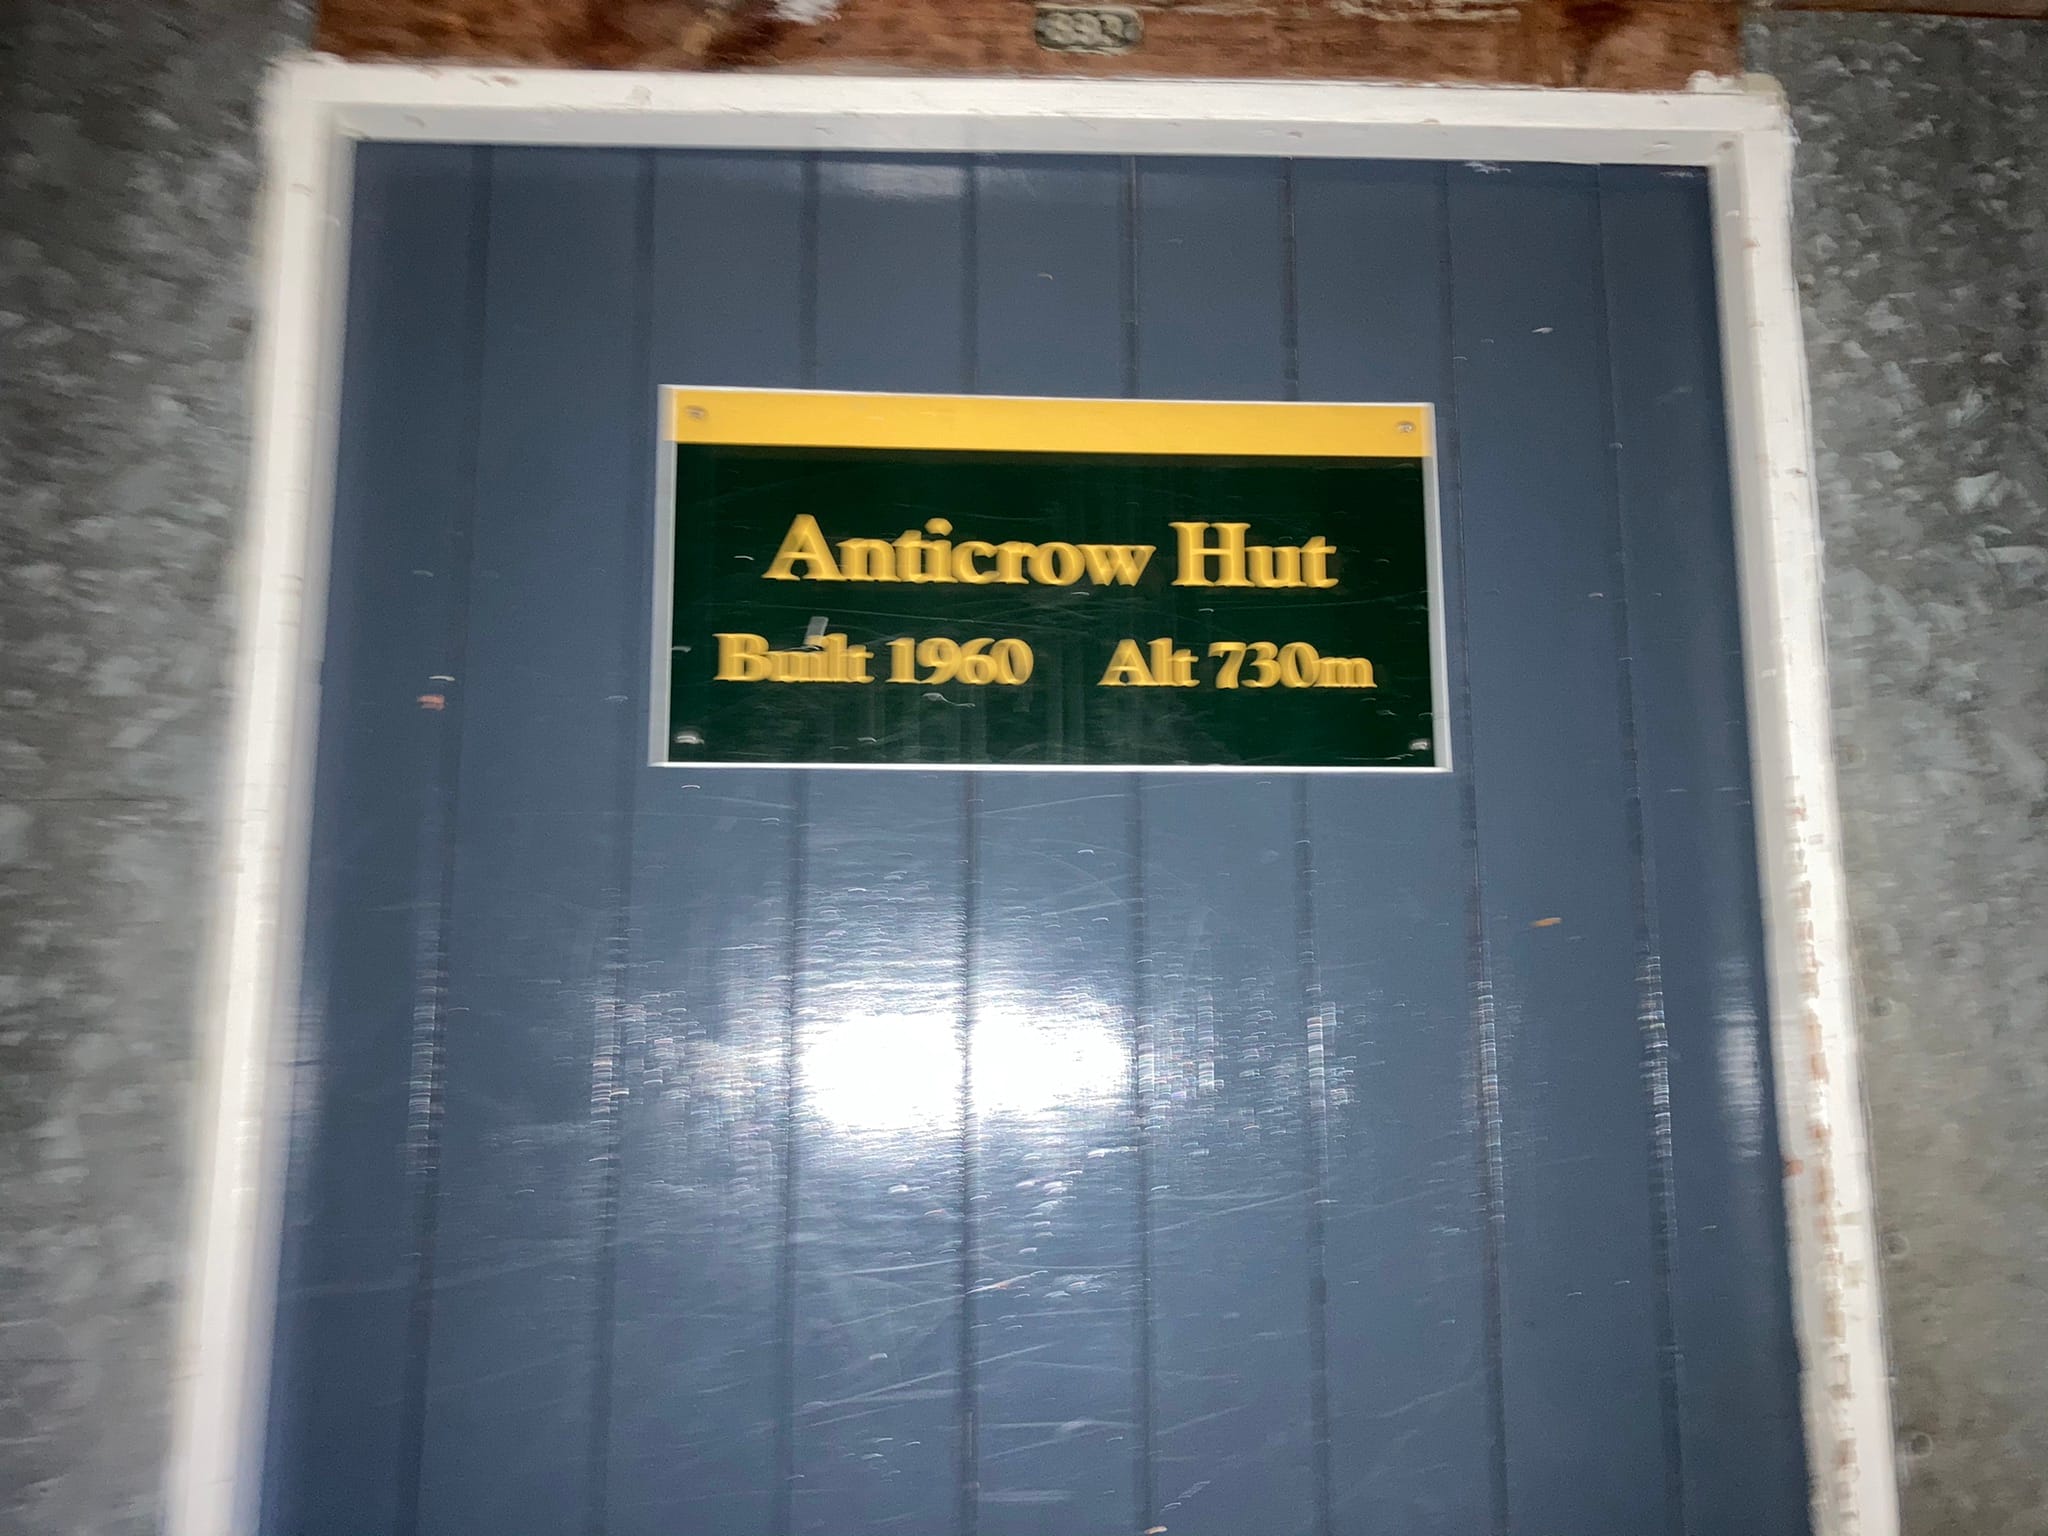 Anticrow Hut
Built 1960 Alt 730m